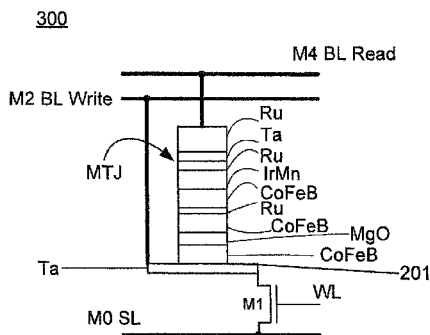 300
M4 BL Read
M2 BL Write
Ru
Ta
Ru
MTJ
IrMn
CoFeB
Ru
CoFeB
MgO
CoFeB
Ta
201
M1
WL
M0 SL